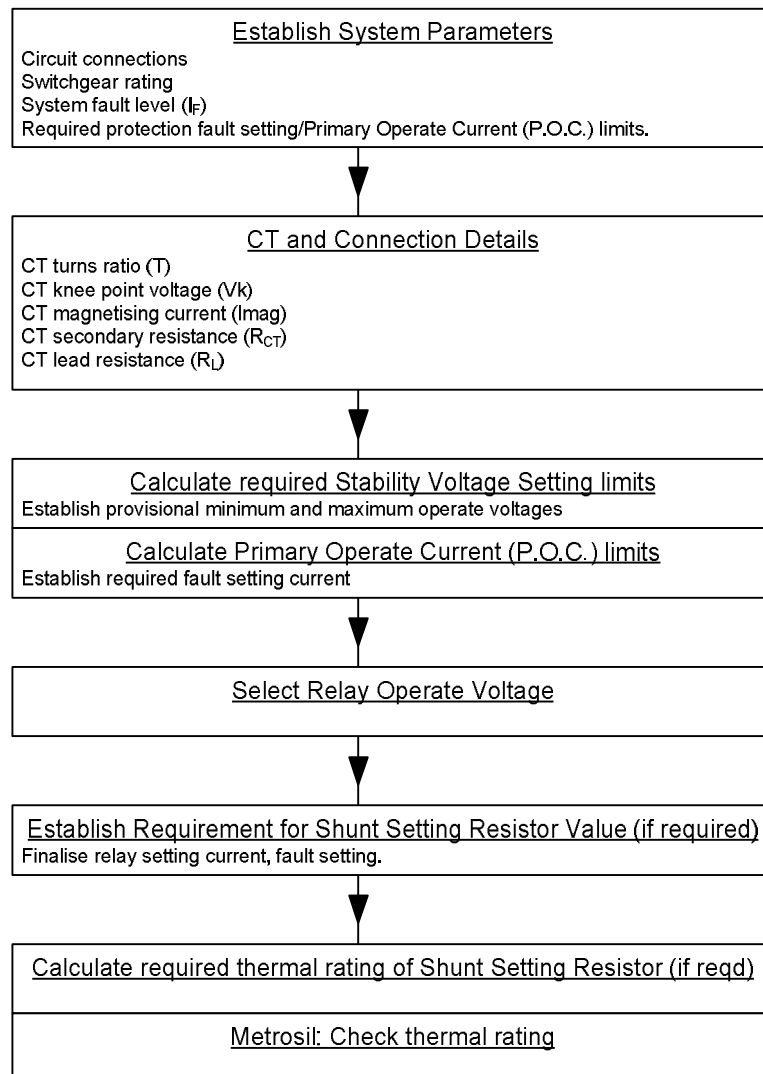 Establish System Parameters
Circuit connections
Switchgear rating
System fault level (IF)
Required protection fault setting/Primary Operate Current (P.O.C.) limits.
CT and Connection Details
CT turns ratio (T)
CT knee point voltage (Vk)
CT magnetising current (Imag)
CT secondary resistance (RCT)
CT lead resistance (RL)
Calculate required Stability Voltage Setting limits
Establish provisional minimum and maximum operate voltages
Calculate Primary Operate Current (P.O.C.) limits
Establish required fault setting current
Select Relay Operate Voltage
Establish Requirement for Shunt Setting Resistor Value (if required)
Finalise relay setting current, fault setting.
Calculate required thermal rating of Shunt Setting Resistor (if reqd)
Metrosil: Check thermal rating